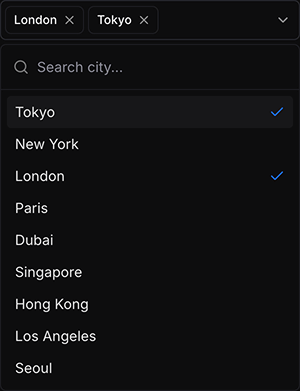 London Tokyo
Search city...
Tokyo
New York
London
Paris
Dubai
Singapore
Hong Kong
Los Angeles
Seoul